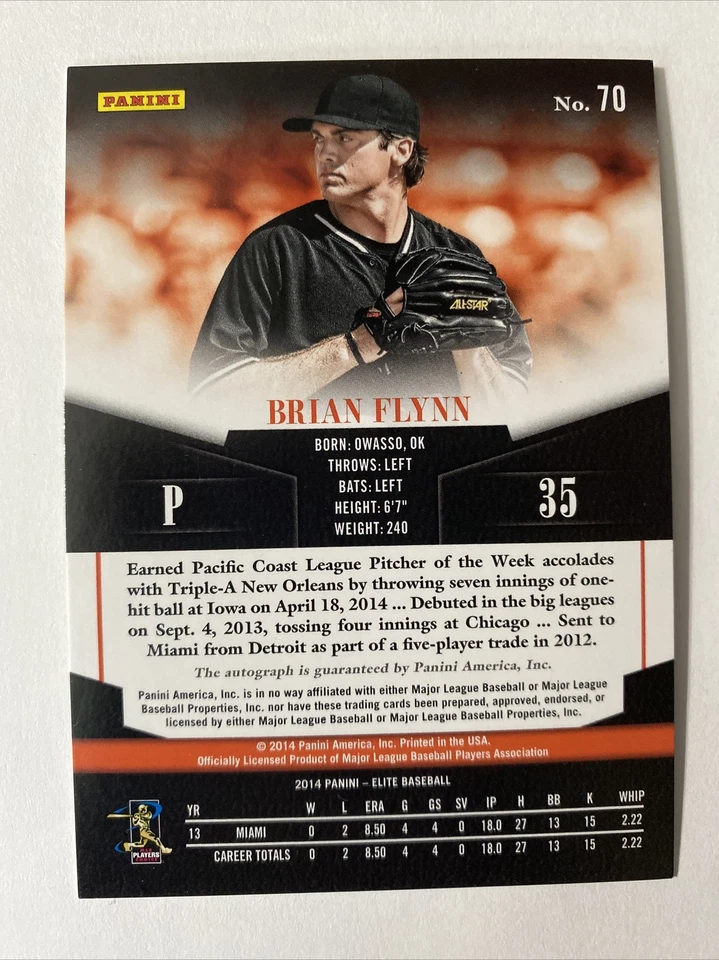 PANINI
No. 70
ALL-STAR
BRIAN FLYNN
BORN: OWASSO, OK
THROWS: LEFT
BATS: LEFT
HEIGHT: 6'7"
WEIGHT: 240
P
35
Earned Pacific Coast League Pitcher of the Week accolades
with Triple-A New Orleans by throwing seven innings of one-
hit ball at Iowa on April 18, 2014 ... Debuted in the big leagues
on Sept. 4, 2013, tossing four innings at Chicago ... Sent to
Miami from Detroit as part of a five-player trade in 2012.
The autograph is guaranteed by Panini America, Inc.
Panini America, Inc. is in no way affiliated with either Major League Baseball or Major League
Baseball Properties, Inc. nor have these trading cards been prepared, approved, endorsed, or
licensed by either Major League Baseball or Major League Baseball Properties, Inc.
© 2014 Panini America, Inc. Printed in the USA.
Officially Licensed Product of Major League Baseball Players Association
2014 PANINI – ELITE BASEBALL
YR W L ERA G GS SV IP H BB K WHIP
13 MIAMI 0 2 8.50 4 4 0 18.0 27 13 15 2.22
CAREER TOTALS 0 2 8.50 4 4 0 18.0 27 13 15 2.22
MLB
PLAYERS
CHOICE